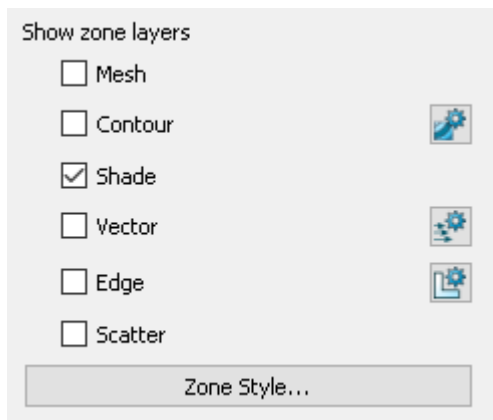 Show zone layers
Mesh
Contour
Shade
Vector
Edge
Scatter
Zone Style...